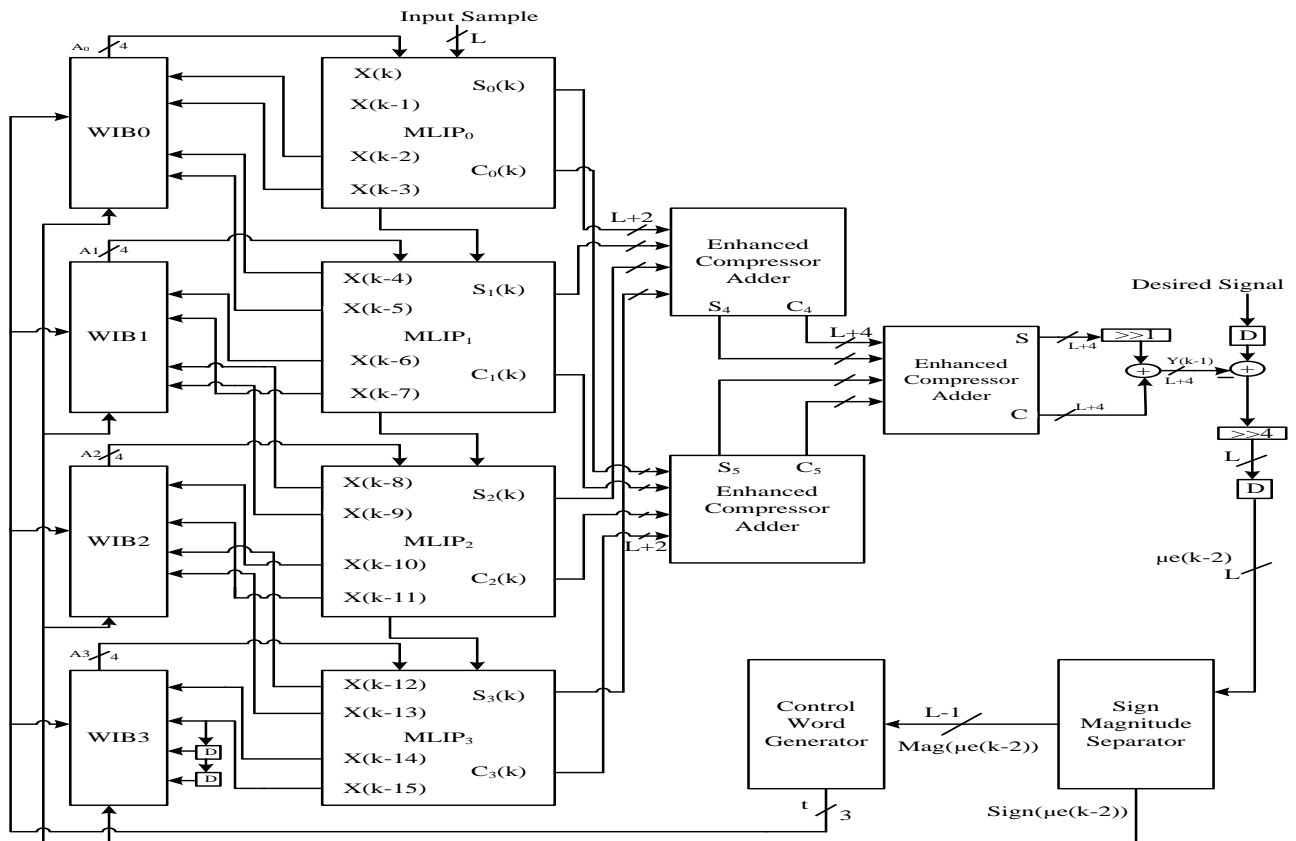 Input Sample
L
A₀ 4
WIB0
X(k)
X(k-1)
MLIP₀
X(k-2)
X(k-3)
S₀(k)
C₀(k)
A1 4
WIB1
X(k-4)
X(k-5)
MLIP₁
X(k-6)
X(k-7)
S₁(k)
C₁(k)
A2 4
WIB2
X(k-8)
X(k-9)
MLIP₂
X(k-10)
X(k-11)
S₂(k)
C₂(k)
A3 4
WIB3
D
D
X(k-12)
X(k-13)
MLIP₃
X(k-14)
X(k-15)
S₃(k)
C₃(k)
L+2
Enhanced
Compressor
Adder
S₄ C₄
L+2
S₅ C₅
Enhanced
Compressor
Adder
L+4
Enhanced
Compressor
Adder
S
C
L+4
L+4
>>1
+
Y(k-1)
L+4
Desired Signal
D
−
+
>>4
L
D
μe(k-2)
L
Sign
Magnitude
Separator
L-1
Mag(μe(k-2))
Control
Word
Generator
t
3
Sign(μe(k-2))